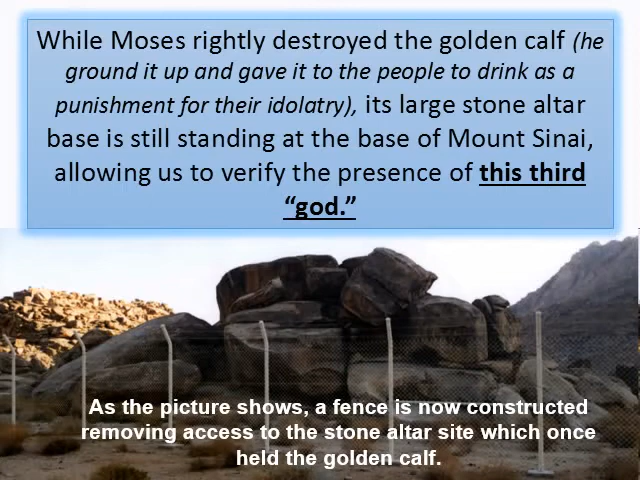 While Moses rightly destroyed the golden calf (he
ground it up and gave it to the people to drink as a
punishment for their idolatry), its large stone altar
base is still standing at the base of Mount Sinai,
allowing us to verify the presence of this third
“god.”
As the picture shows, a fence is now constructed
removing access to the stone altar site which once
held the golden calf.